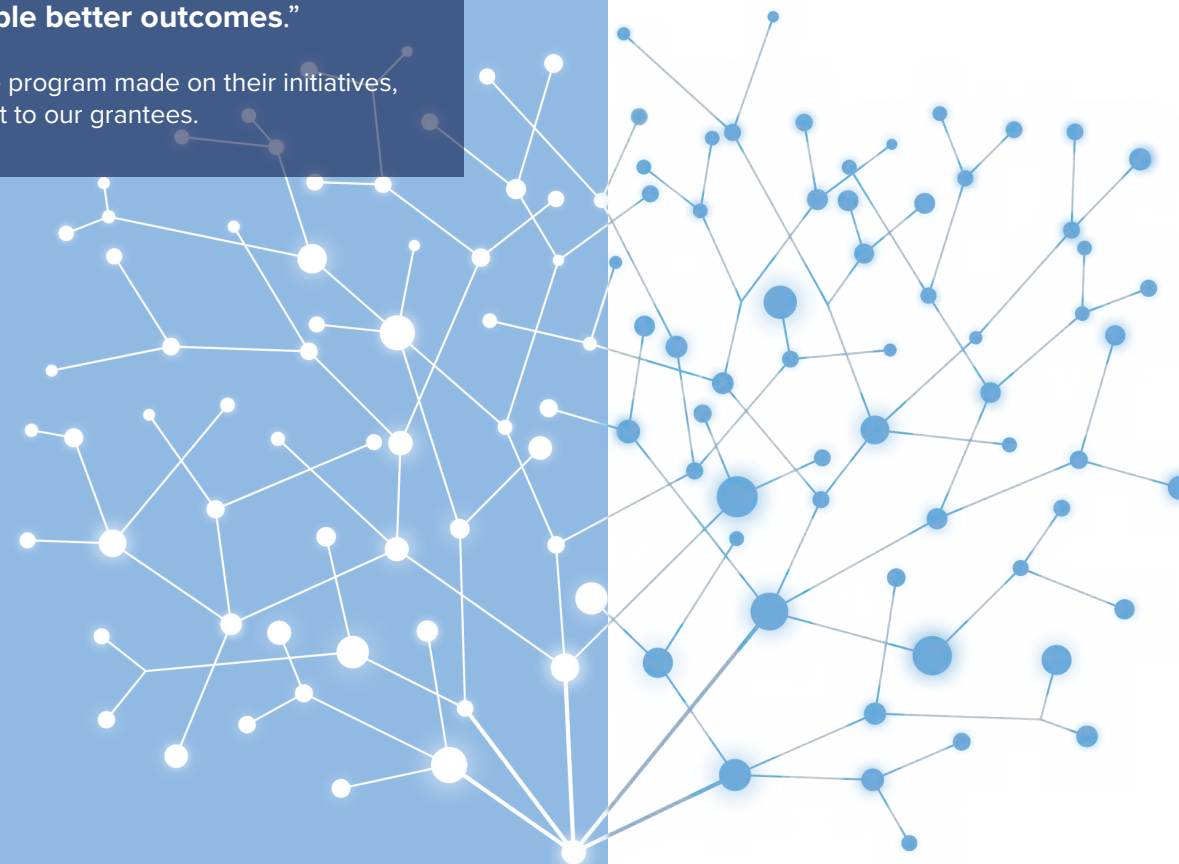 ble better outcomes.”
program made on their initiatives,
t to our grantees.